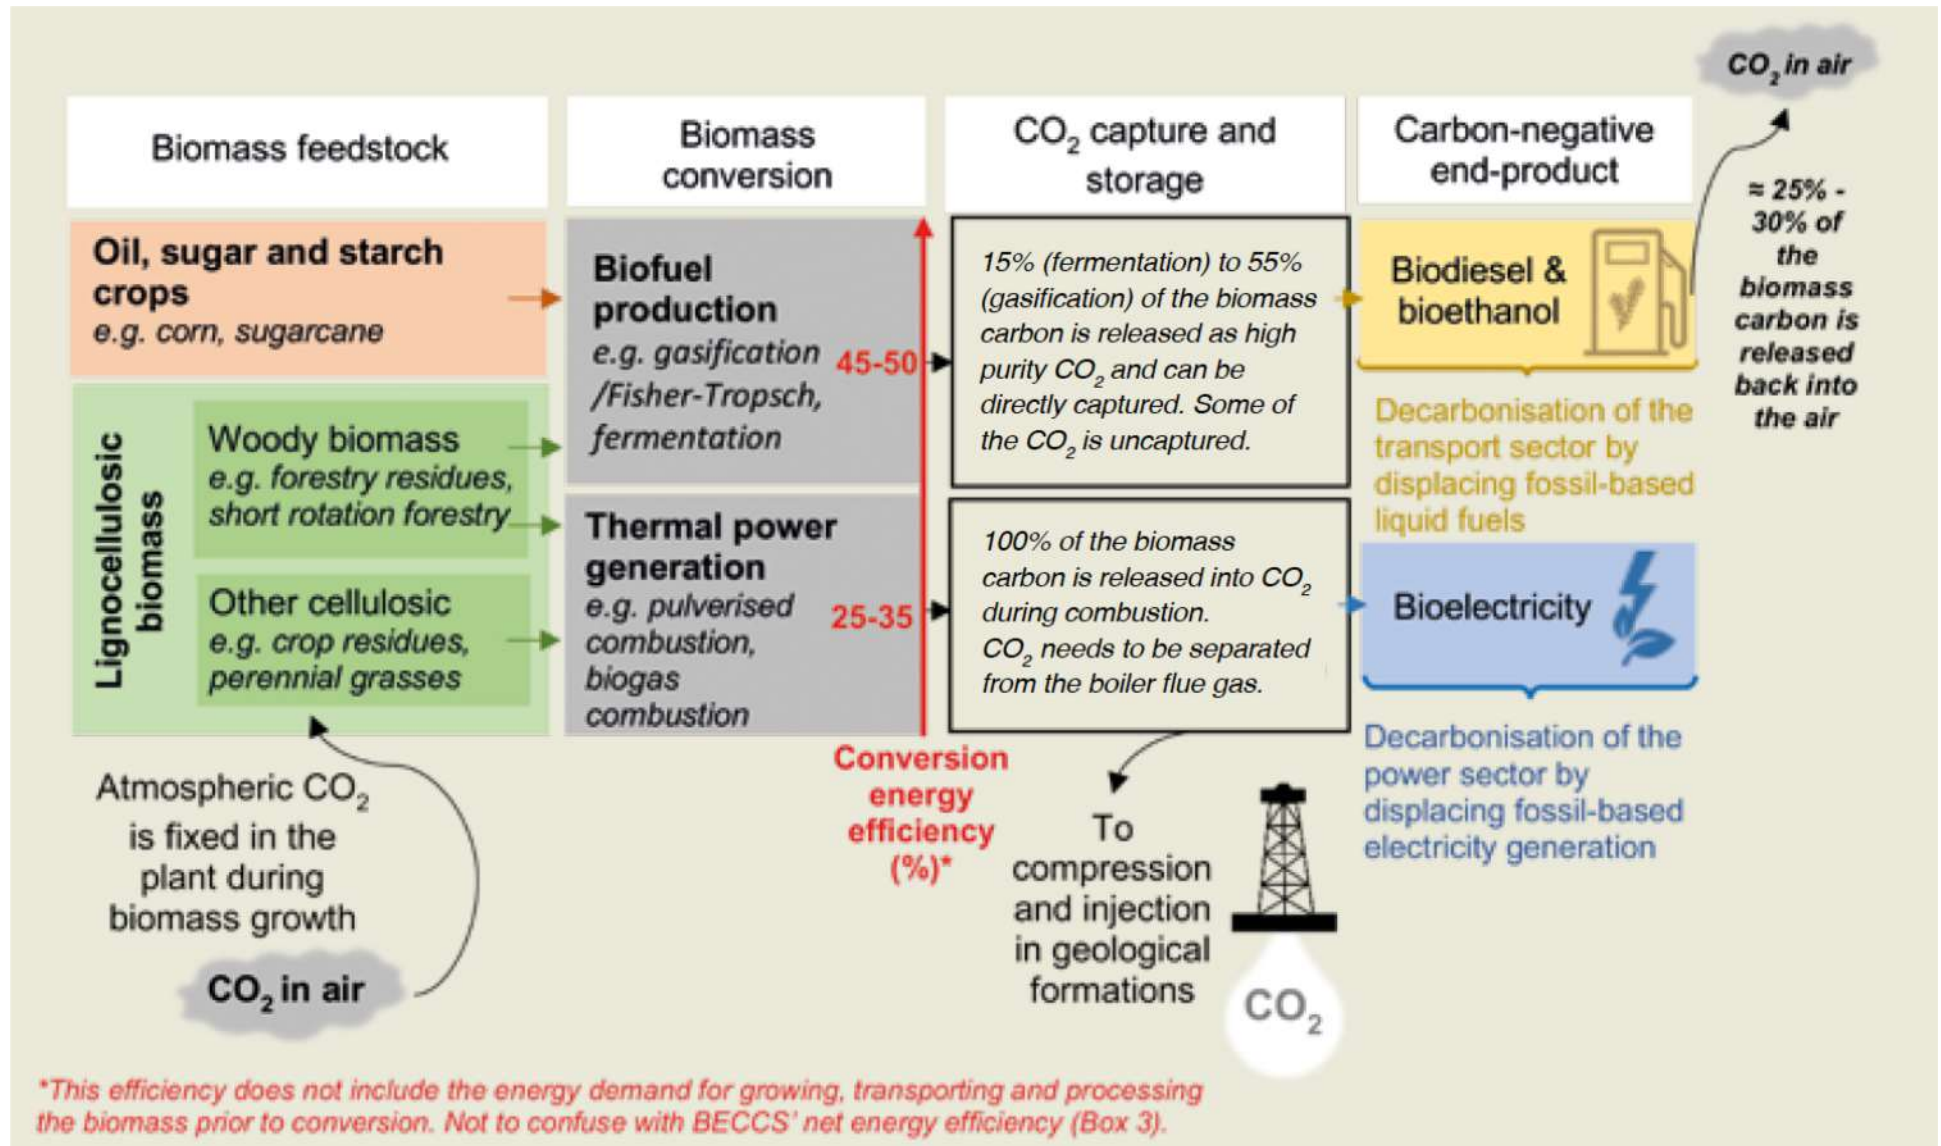 CO₂ in air
Biomass feedstock
Biomass
conversion
CO₂ capture and
storage
Carbon-negative
end-product
≈ 25% -
30% of
the
biomass
carbon is
released
back into
the air
Oil, sugar and starch
crops
e.g. corn, sugarcane
Lignocellulosic
biomass
Woody biomass
e.g. forestry residues,
short rotation forestry
Other cellulosic
e.g. crop residues,
perennial grasses
Biofuel
production
e.g. gasification
/Fisher-Tropsch,
fermentation
45-50
Thermal power
generation
e.g. pulverised
combustion,
biogas
combustion
25-35
Conversion
energy
efficiency
(%)*
15% (fermentation) to 55%
(gasification) of the biomass
carbon is released as high
purity CO₂ and can be
directly captured. Some of
the CO₂ is uncaptured.
100% of the biomass
carbon is released into CO₂
during combustion.
CO₂ needs to be separated
from the boiler flue gas.
Biodiesel &
bioethanol
Decarbonisation of the
transport sector by
displacing fossil-based
liquid fuels
Bioelectricity
Decarbonisation of the
power sector by
displacing fossil-based
electricity generation
Atmospheric CO₂
is fixed in the
plant during
biomass growth
CO₂ in air
To
compression
and injection
in geological
formations
CO₂
*This efficiency does not include the energy demand for growing, transporting and processing
the biomass prior to conversion. Not to confuse with BECCS' net energy efficiency (Box 3).